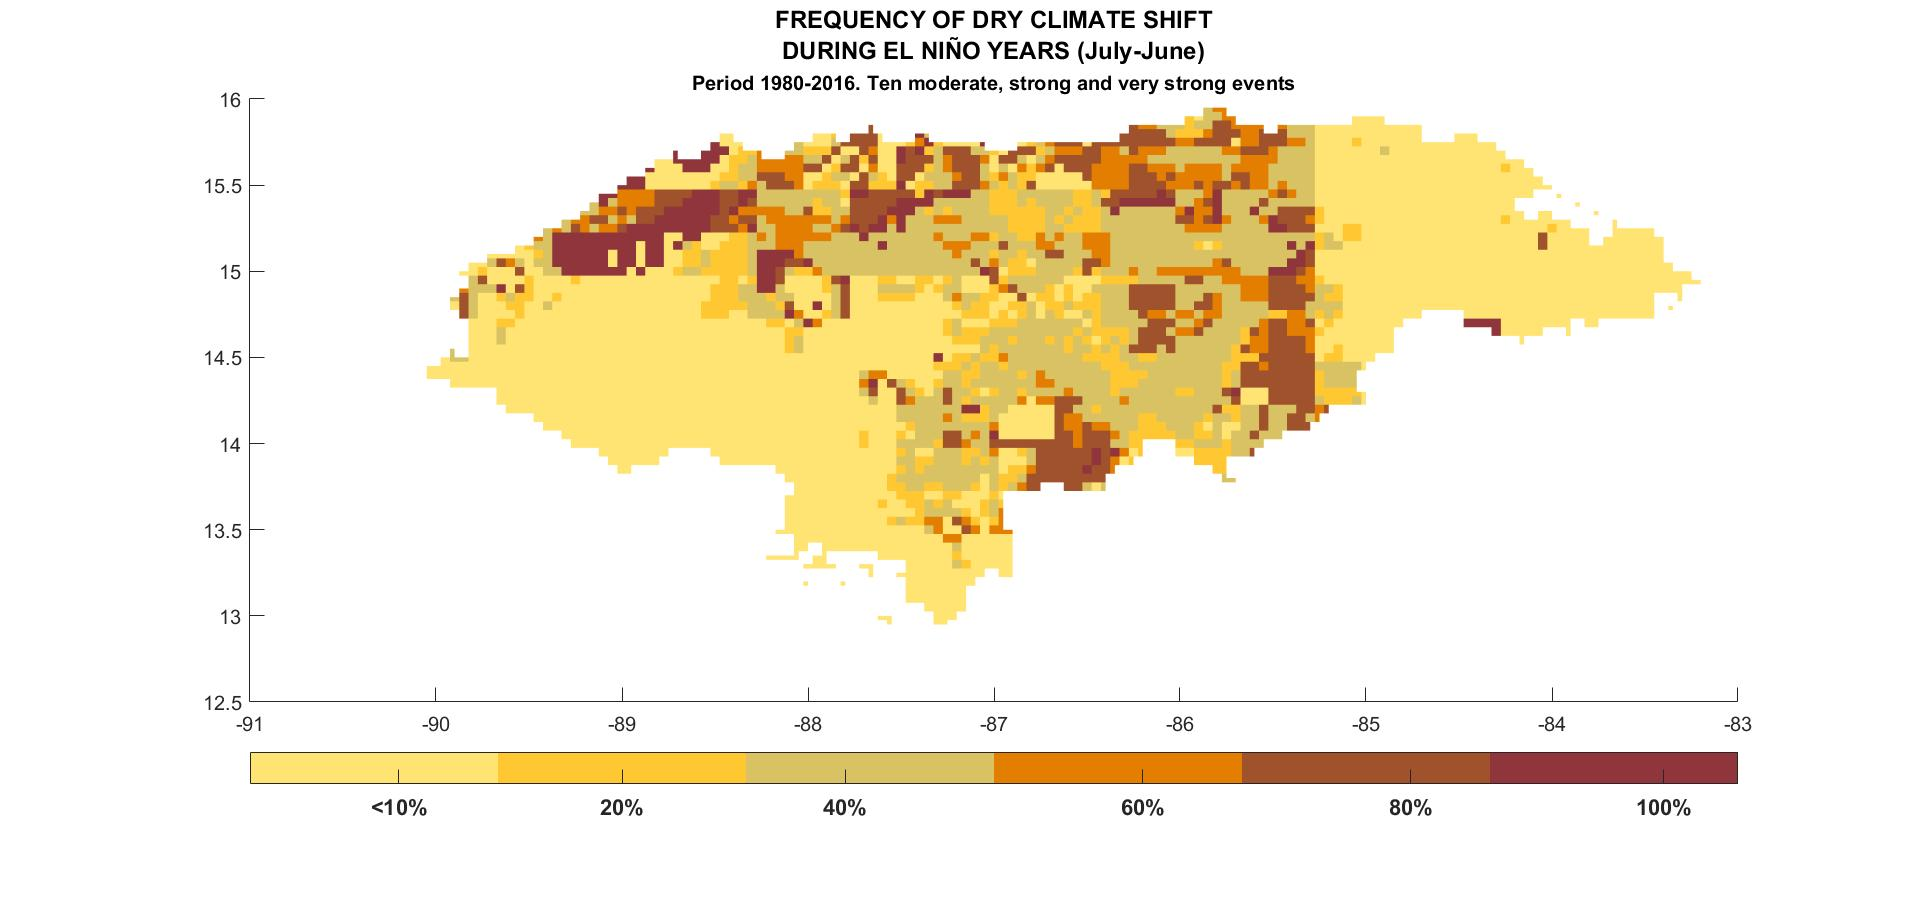 FREQUENCY OF DRY CLIMATE SHIFT
DURING EL NIÑO YEARS (July-June)
Period 1980-2016. Ten moderate, strong and very strong events
16
15.5
15
14.5
14
13.5
13
12.5
-91 -90 -89 -88 -87 -86 -85 -84 -83
<10% 20% 40% 60% 80% 100%